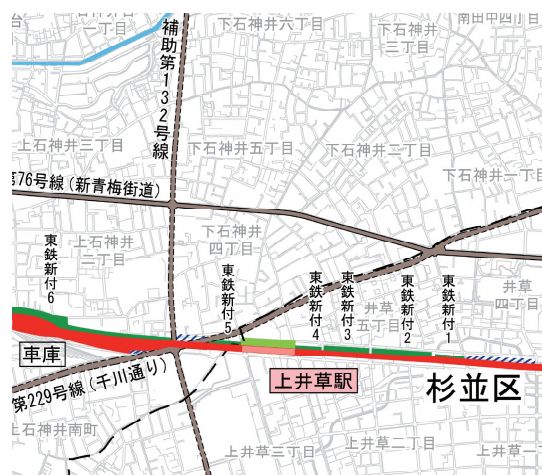 下石神井六丁目
一丁目
南田中四丁目
下石神井
三丁目
補助第132号線
上石神井三丁目
下石神井五丁目
下石神井二丁目
下石神井一丁目
第76号線(新青梅街道)
下石神井
四丁目
上石神井
二丁目
東鉄新付6
東鉄新付5
東鉄新付4
東鉄新付3
東鉄新付2
東鉄新付1
井草
五丁目
井草
四丁目
車庫
上井草駅
杉並区
第229号線(千川通り)
上石神井南町
上井草三丁目
上井草二丁目
上井草一丁